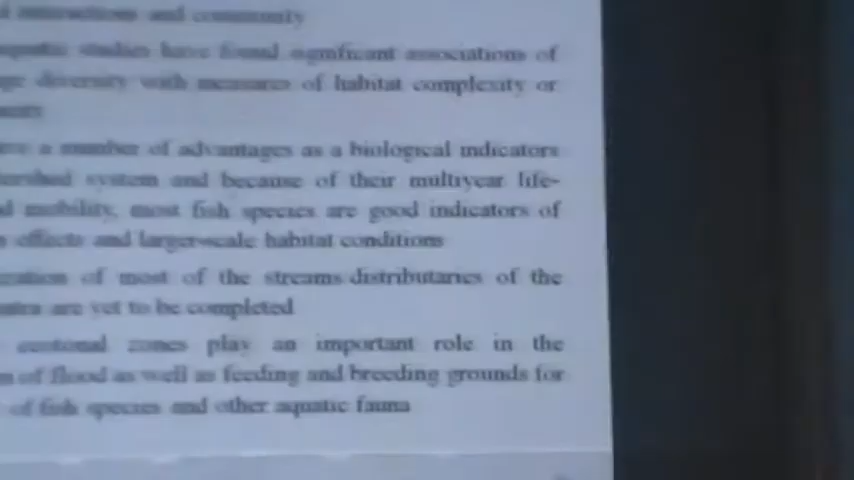 interactions and community
aquatic studies have found significant associations of
diversity with measures of habitat complexity or
a number of advantages as a biological indicators
system and because of their multiyear life-
mobility, most fish species are good indicators of
effects and larger-scale habitat conditions
of most of the streams distributaries of the
are yet to be completed
ecotonal zones play an important role in the
of flood as well as feeding and breeding grounds for
of fish species and other aquatic fauna